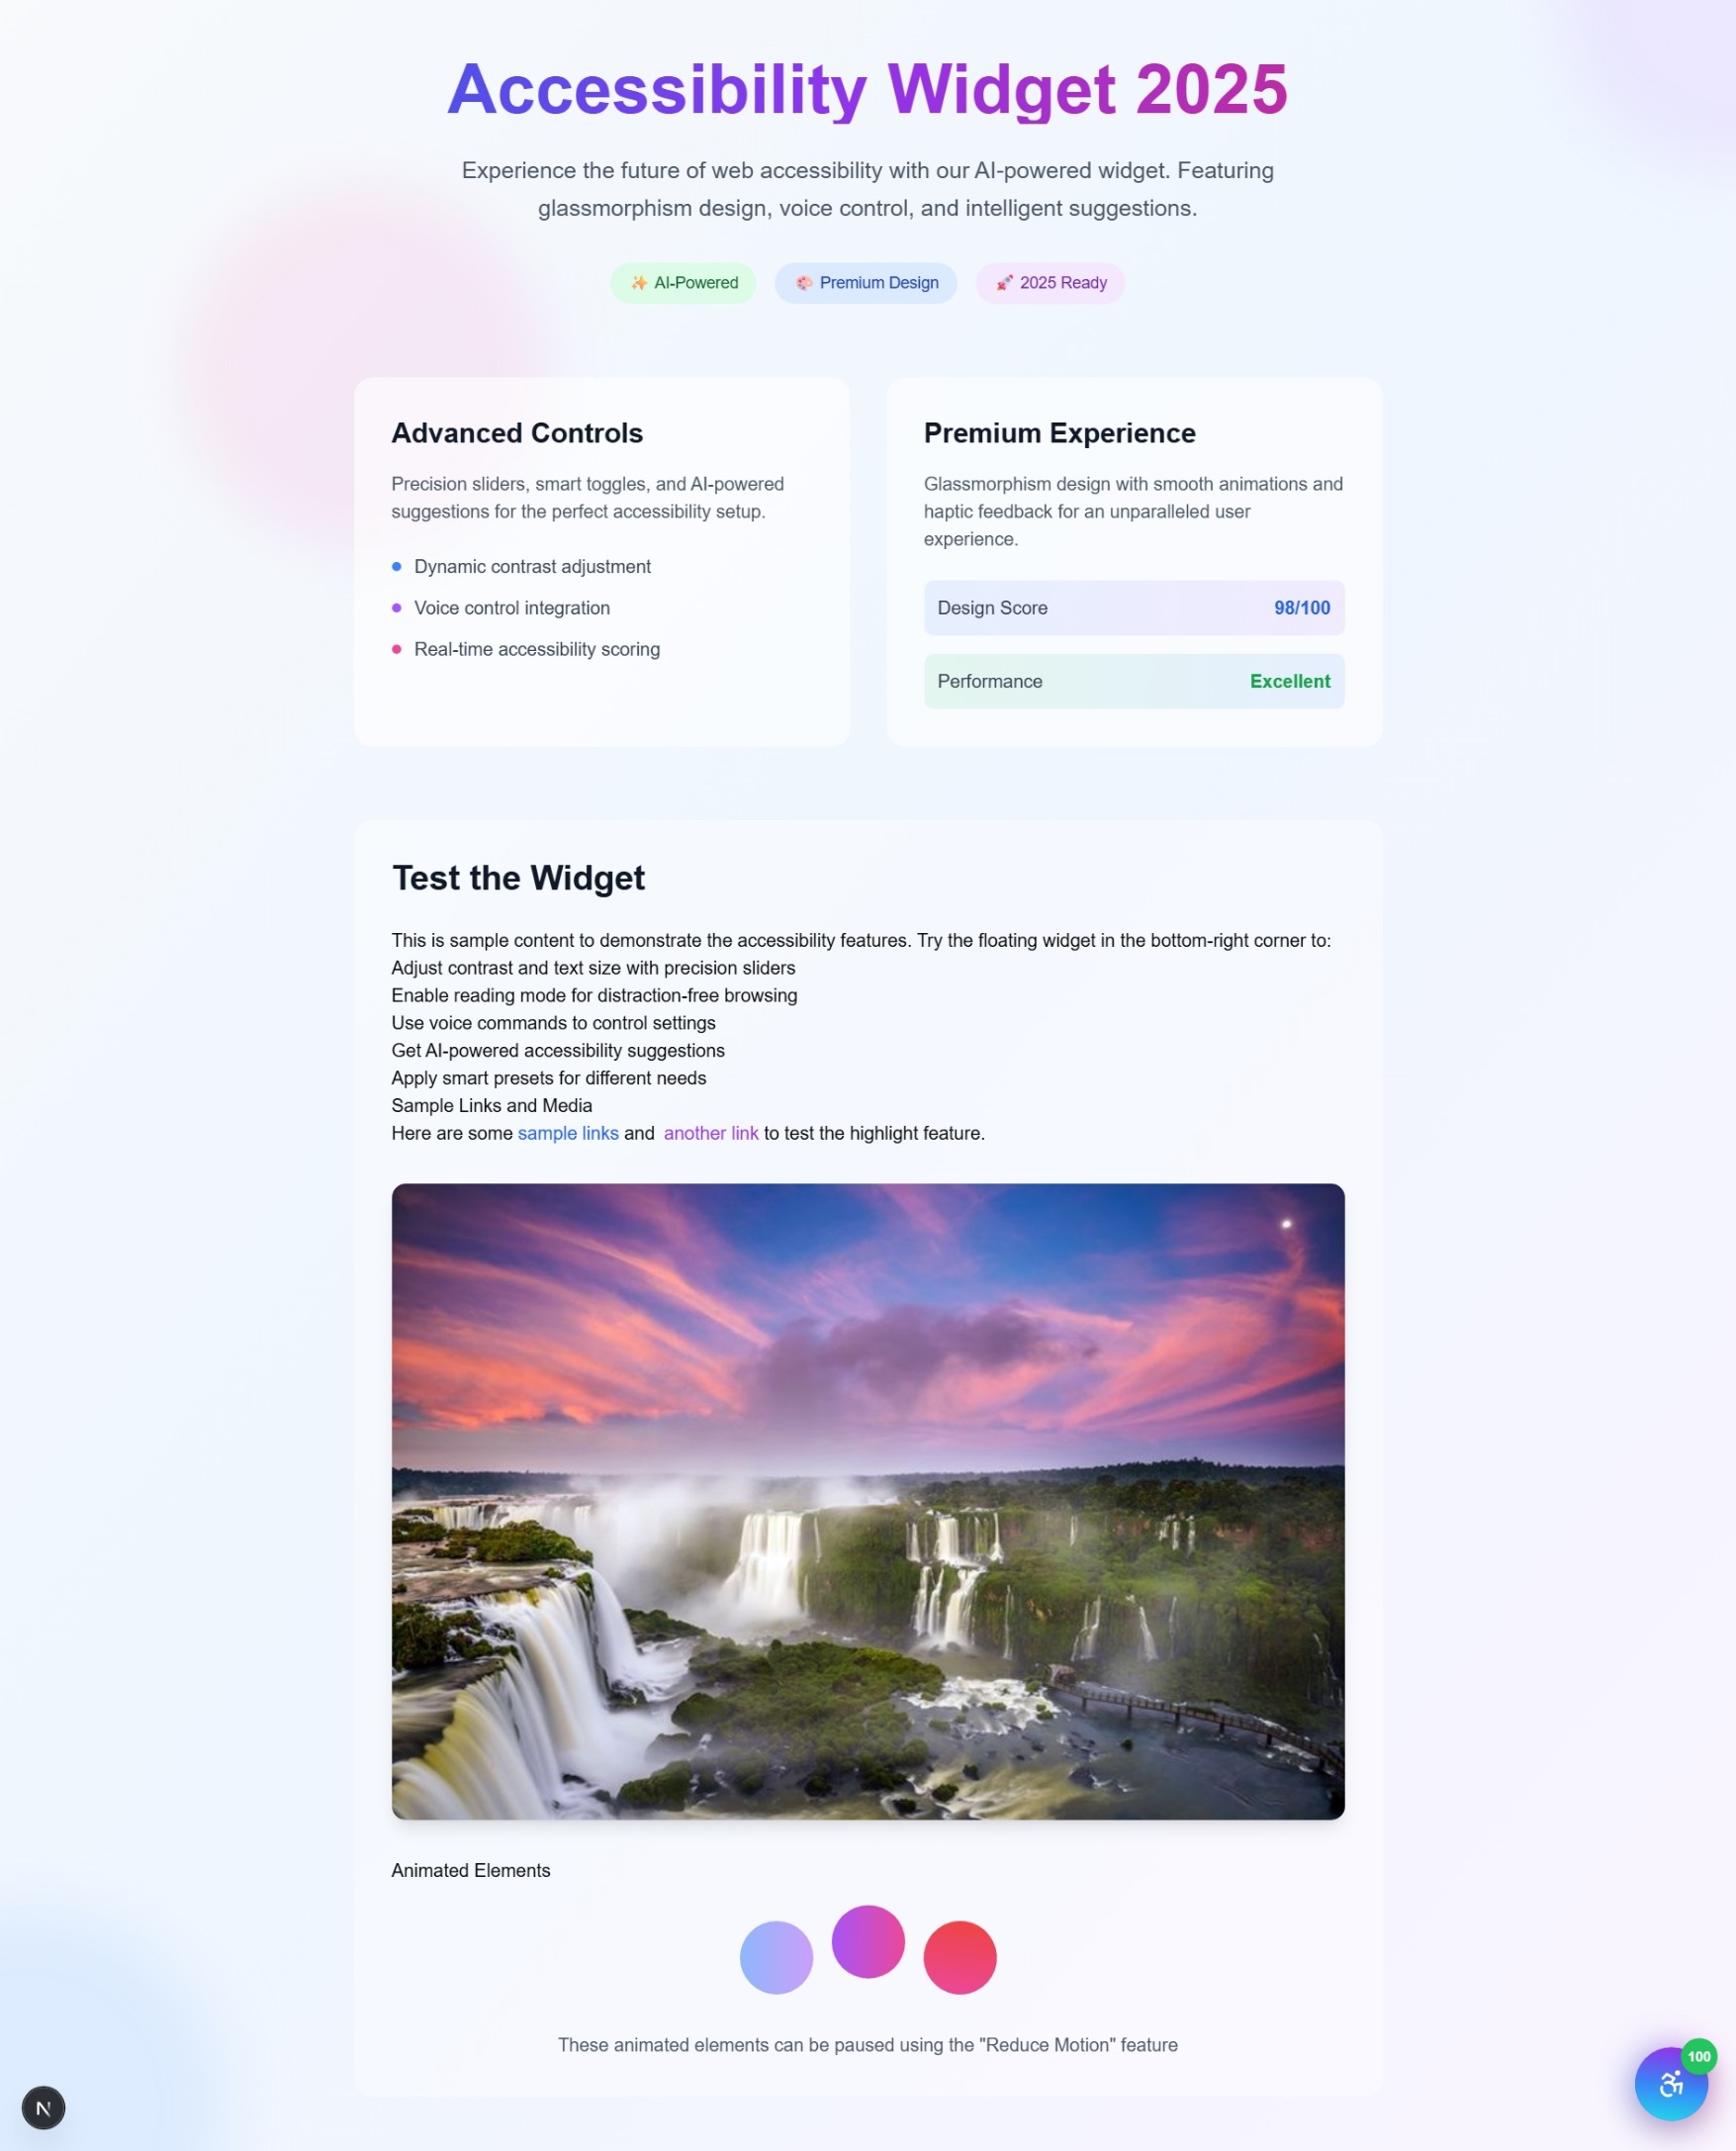 Accessibility Widget 2025
Experience the future of web accessibility with our AI-powered widget. Featuring
glassmorphism design, voice control, and intelligent suggestions.
✨ AI-Powered
🎨 Premium Design
🚀 2025 Ready
Advanced Controls
Precision sliders, smart toggles, and AI-powered
suggestions for the perfect accessibility setup.
Dynamic contrast adjustment
Voice control integration
Real-time accessibility scoring
Premium Experience
Glassmorphism design with smooth animations and
haptic feedback for an unparalleled user
experience.
Design Score 98/100
Performance Excellent
Test the Widget
This is sample content to demonstrate the accessibility features. Try the floating widget in the bottom-right corner to:
Adjust contrast and text size with precision sliders
Enable reading mode for distraction-free browsing
Use voice commands to control settings
Get AI-powered accessibility suggestions
Apply smart presets for different needs
Sample Links and Media
Here are some sample links and another link to test the highlight feature.
Animated Elements
These animated elements can be paused using the "Reduce Motion" feature
N
100